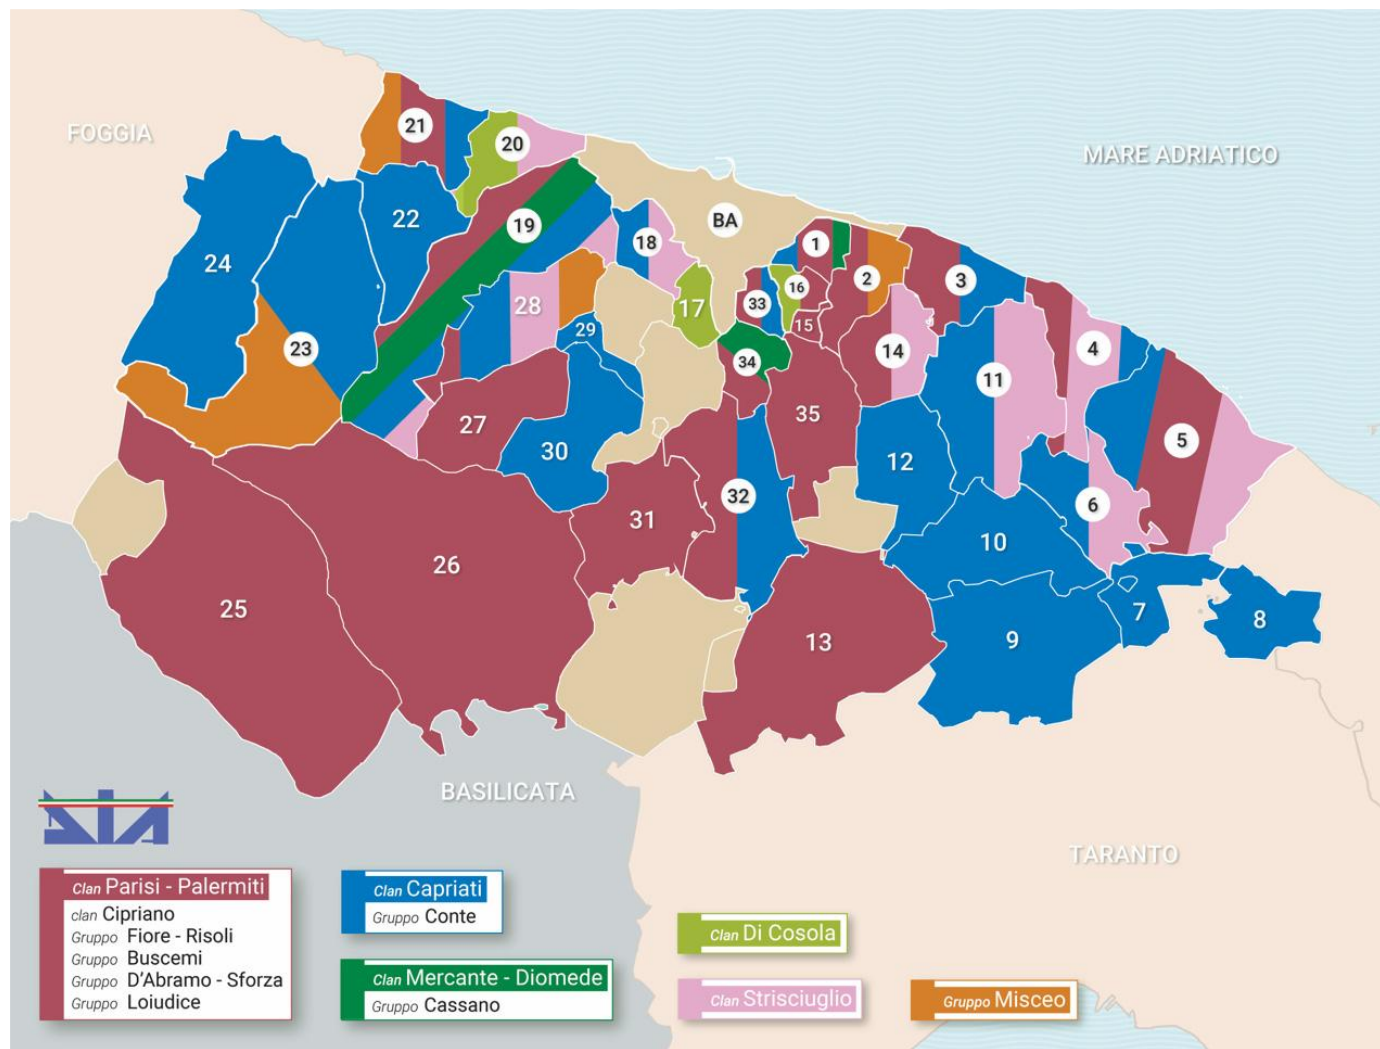 FOGGIA
MARE ADRIATICO
21
20
22
19
BA
18
1
24
2
3
16
17
33
15
28
29
23
34
14
4
11
35
27
30
12
5
32
6
31
10
26
25
13
9
7
8
BASILICATA
TARANTO
DIA
Clan Parisi - Palermiti
clan Cipriano
Gruppo Fiore - Risoli
Gruppo Buscemi
Gruppo D'Abramo - Sforza
Gruppo Loiudice
Clan Capriati
Gruppo Conte
Clan Mercante - Diomede
Gruppo Cassano
Clan Di Cosola
Clan Strisciuglio
Gruppo Misceo